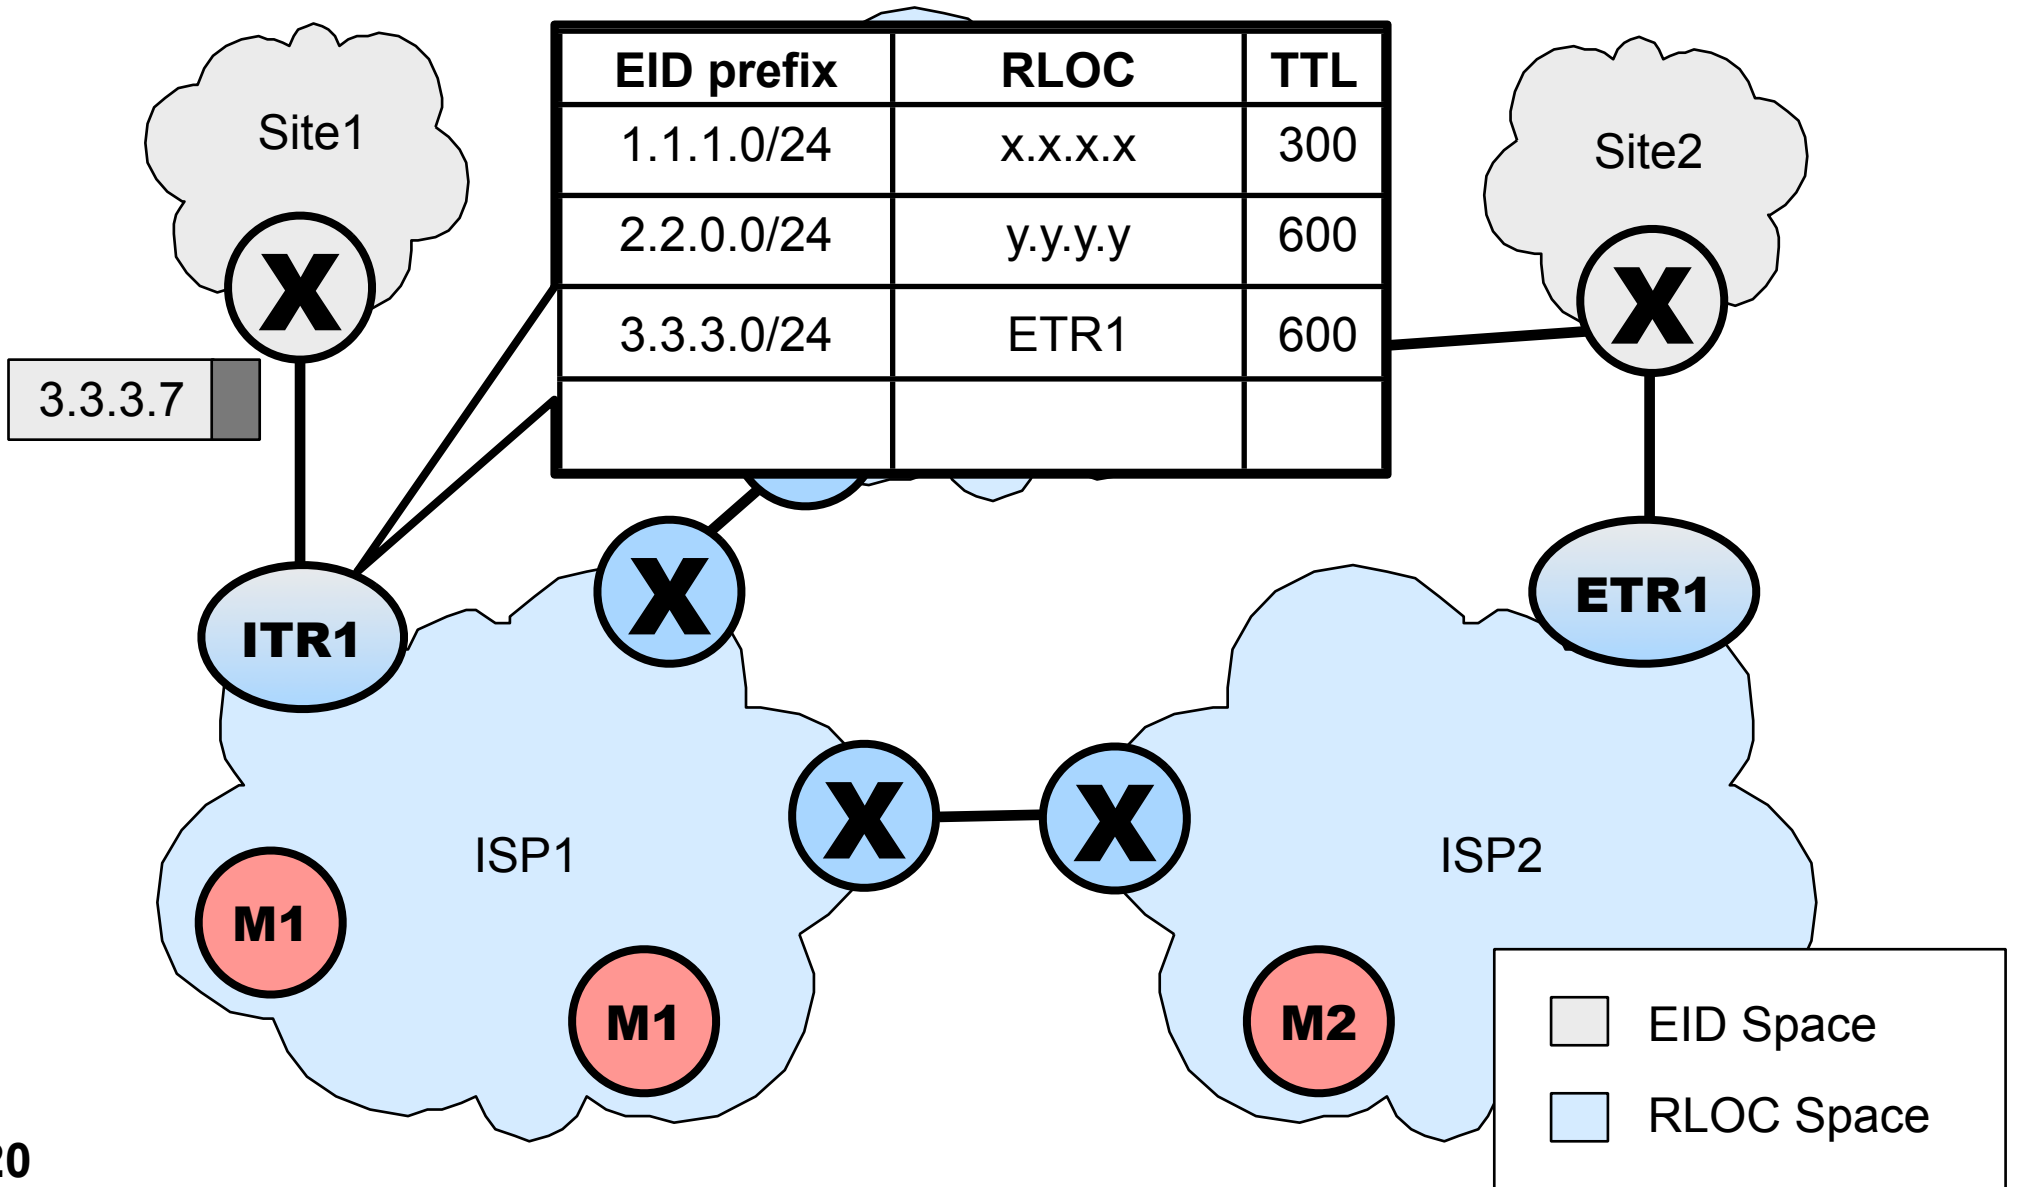 EID prefix RLOC TTL
1.1.1.0/24 x.x.x.x 300
2.2.0.0/24 y.y.y.y 600
3.3.3.0/24 ETR1 600
Site1
Site2
X
X
3.3.3.7
X
ITR1
ETR1
X
X
ISP1
ISP2
M1
M1
M2
EID Space
RLOC Space
20